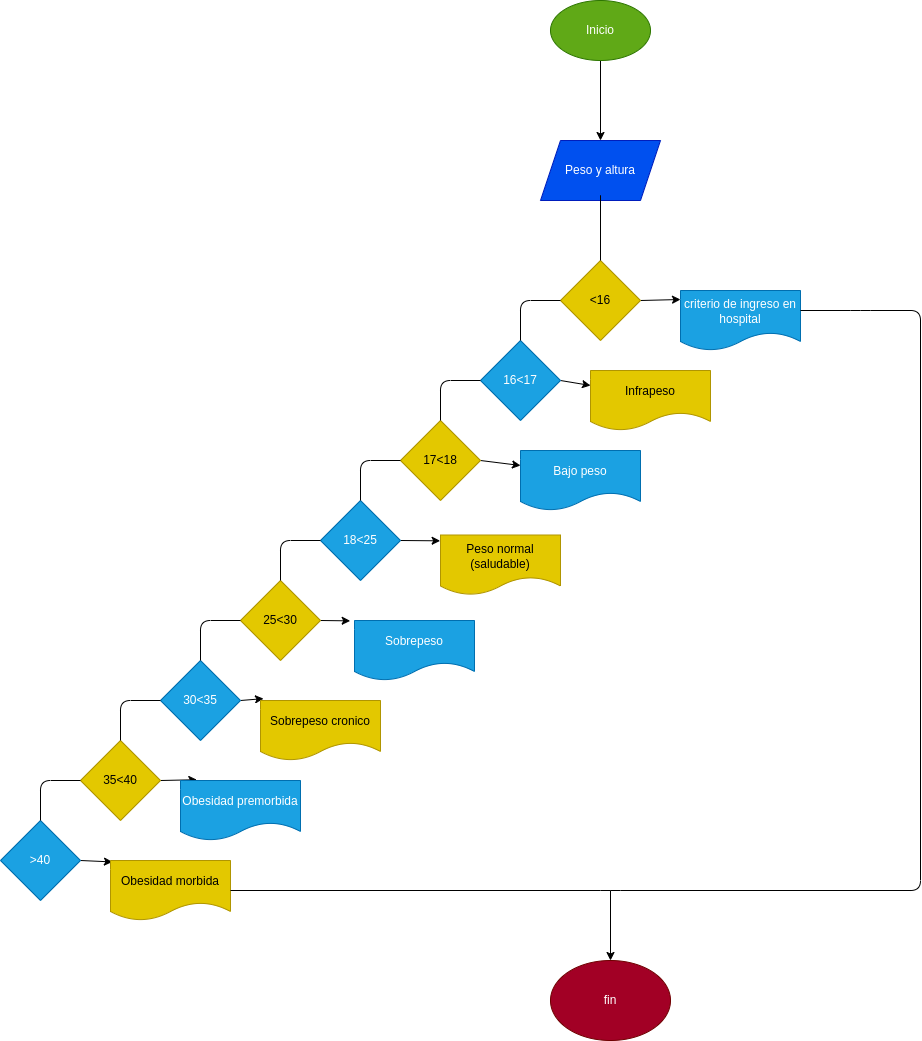 Inicio
Peso y altura
<16
criterio de ingreso en
hospital
16<17
Infrapeso
17<18
Bajo peso
18<25
Peso normal
(saludable)
25<30
Sobrepeso
30<35
Sobrepeso cronico
35<40
Obesidad premorbida
>40
Obesidad morbida
fin